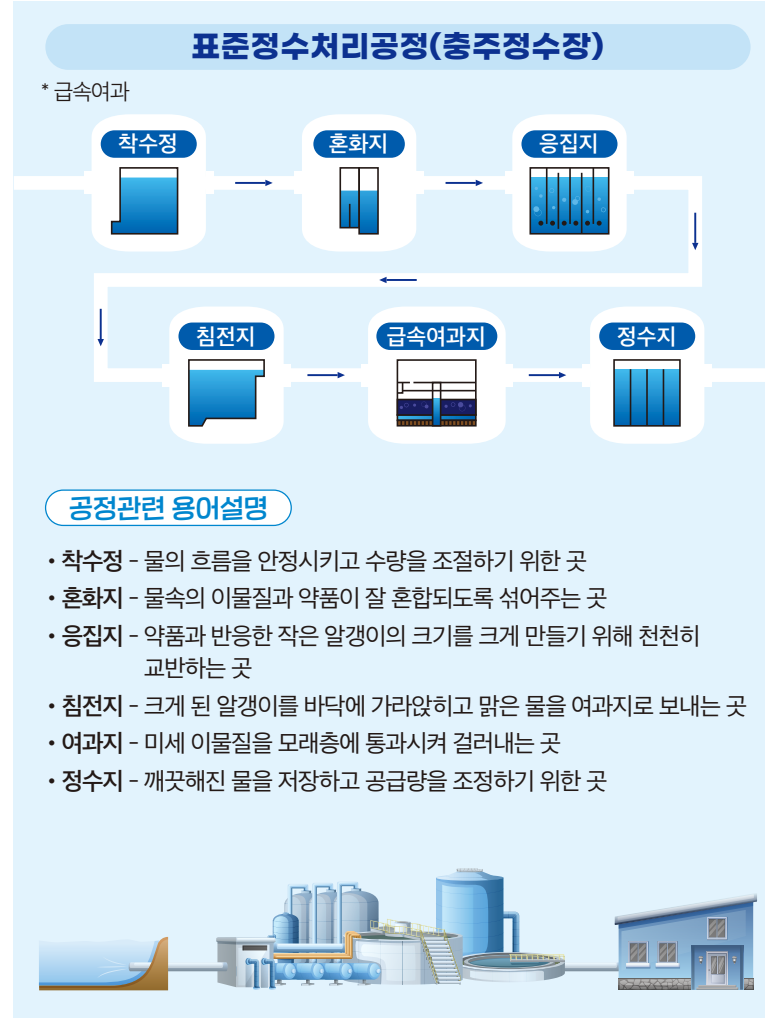 표준정수처리공정(충주정수장)
* 급속여과
착수정
혼화지
응집지
침전지
급속여과지
정수지
공정관련 용어설명
• 착수정 - 물의 흐름을 안정시키고 수량을 조절하기 위한 곳
• 혼화지 - 물속의 이물질과 약품이 잘 혼합되도록 섞어주는 곳
• 응집지 - 약품과 반응한 작은 알갱이의 크기를 크게 만들기 위해 천천히
교반하는 곳
• 침전지 - 크게 된 알갱이를 바닥에 가라앉히고 맑은 물을 여과지로 보내는 곳
• 여과지 - 미세 이물질을 모래층에 통과시켜 걸러내는 곳
• 정수지 - 깨끗해진 물을 저장하고 공급량을 조정하기 위한 곳